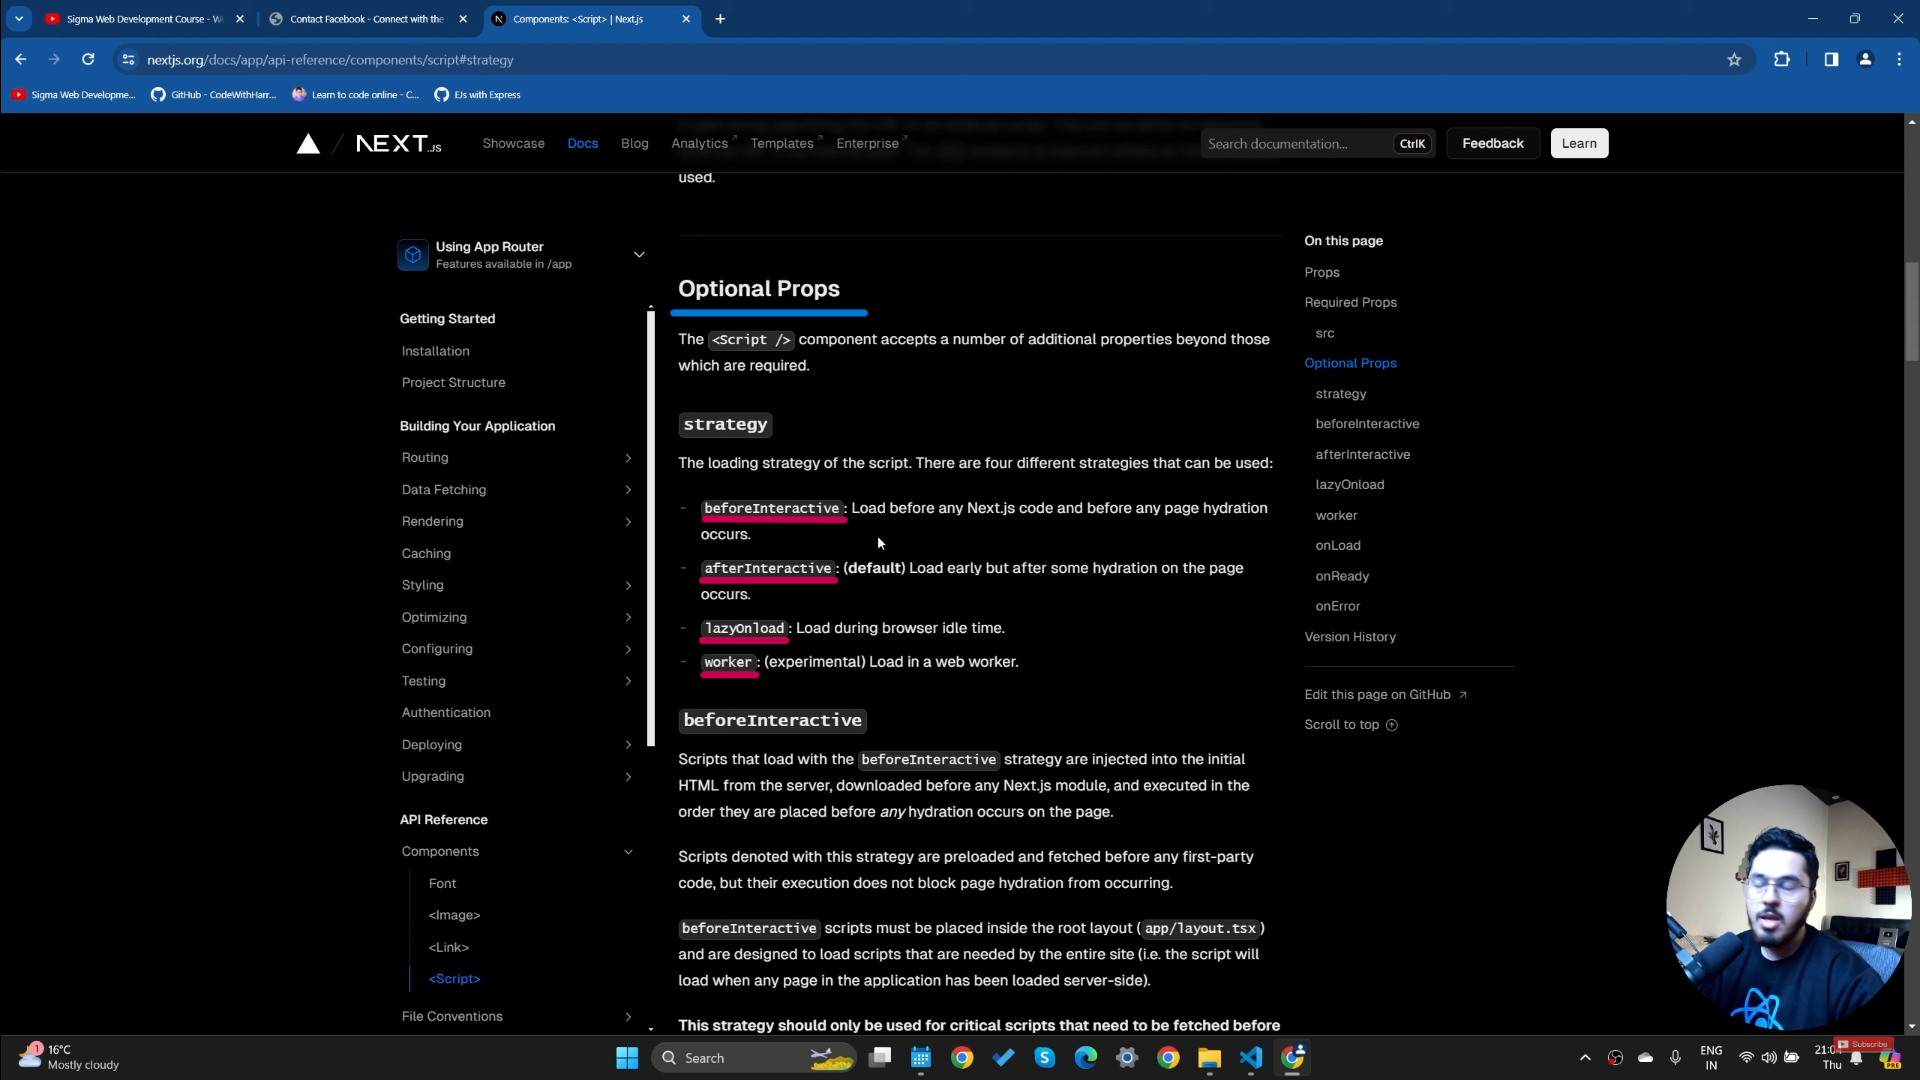 Sigma Web Development Course - W
Contact Facebook - Connect with the
Components: <Script> | Next.js
nextjs.org/docs/app/api-reference/components/script#strategy
Sigma Web Developme...
GitHub - CodeWithHarr...
Learn to code online - C...
EJs with Express
NEXT.JS
Showcase
Docs
Blog
Analytics
Templates
Enterprise
Search documentation...
CtrlK
Feedback
Learn
used.
Using App Router
Features available in /app
Getting Started
Installation
Project Structure
Building Your Application
Routing
Data Fetching
Rendering
Caching
Styling
Optimizing
Configuring
Testing
Authentication
Deploying
Upgrading
API Reference
Components
Font
<Image>
<Link>
<Script>
File Conventions
Optional Props
The <Script /> component accepts a number of additional properties beyond those
which are required.
strategy
The loading strategy of the script. There are four different strategies that can be used:
- beforeInteractive: Load before any Next.js code and before any page hydration
occurs.
- afterInteractive: (default) Load early but after some hydration on the page
occurs.
- lazyOnload: Load during browser idle time.
- worker: (experimental) Load in a web worker.
beforeInteractive
Scripts that load with the beforeInteractive strategy are injected into the initial
HTML from the server, downloaded before any Next.js module, and executed in the
order they are placed before any hydration occurs on the page.
Scripts denoted with this strategy are preloaded and fetched before any first-party
code, but their execution does not block page hydration from occurring.
beforeInteractive scripts must be placed inside the root layout (app/layout.tsx)
and are designed to load scripts that are needed by the entire site (i.e. the script will
load when any page in the application has been loaded server-side).
This strategy should only be used for critical scripts that need to be fetched before
On this page
Props
Required Props
src
Optional Props
strategy
beforeInteractive
afterInteractive
lazyOnload
worker
onLoad
onReady
onError
Version History
Edit this page on GitHub
Scroll to top
Subscribe
1
16°C
Mostly cloudy
Search
ENG
IN
21:04
Thu
PRE